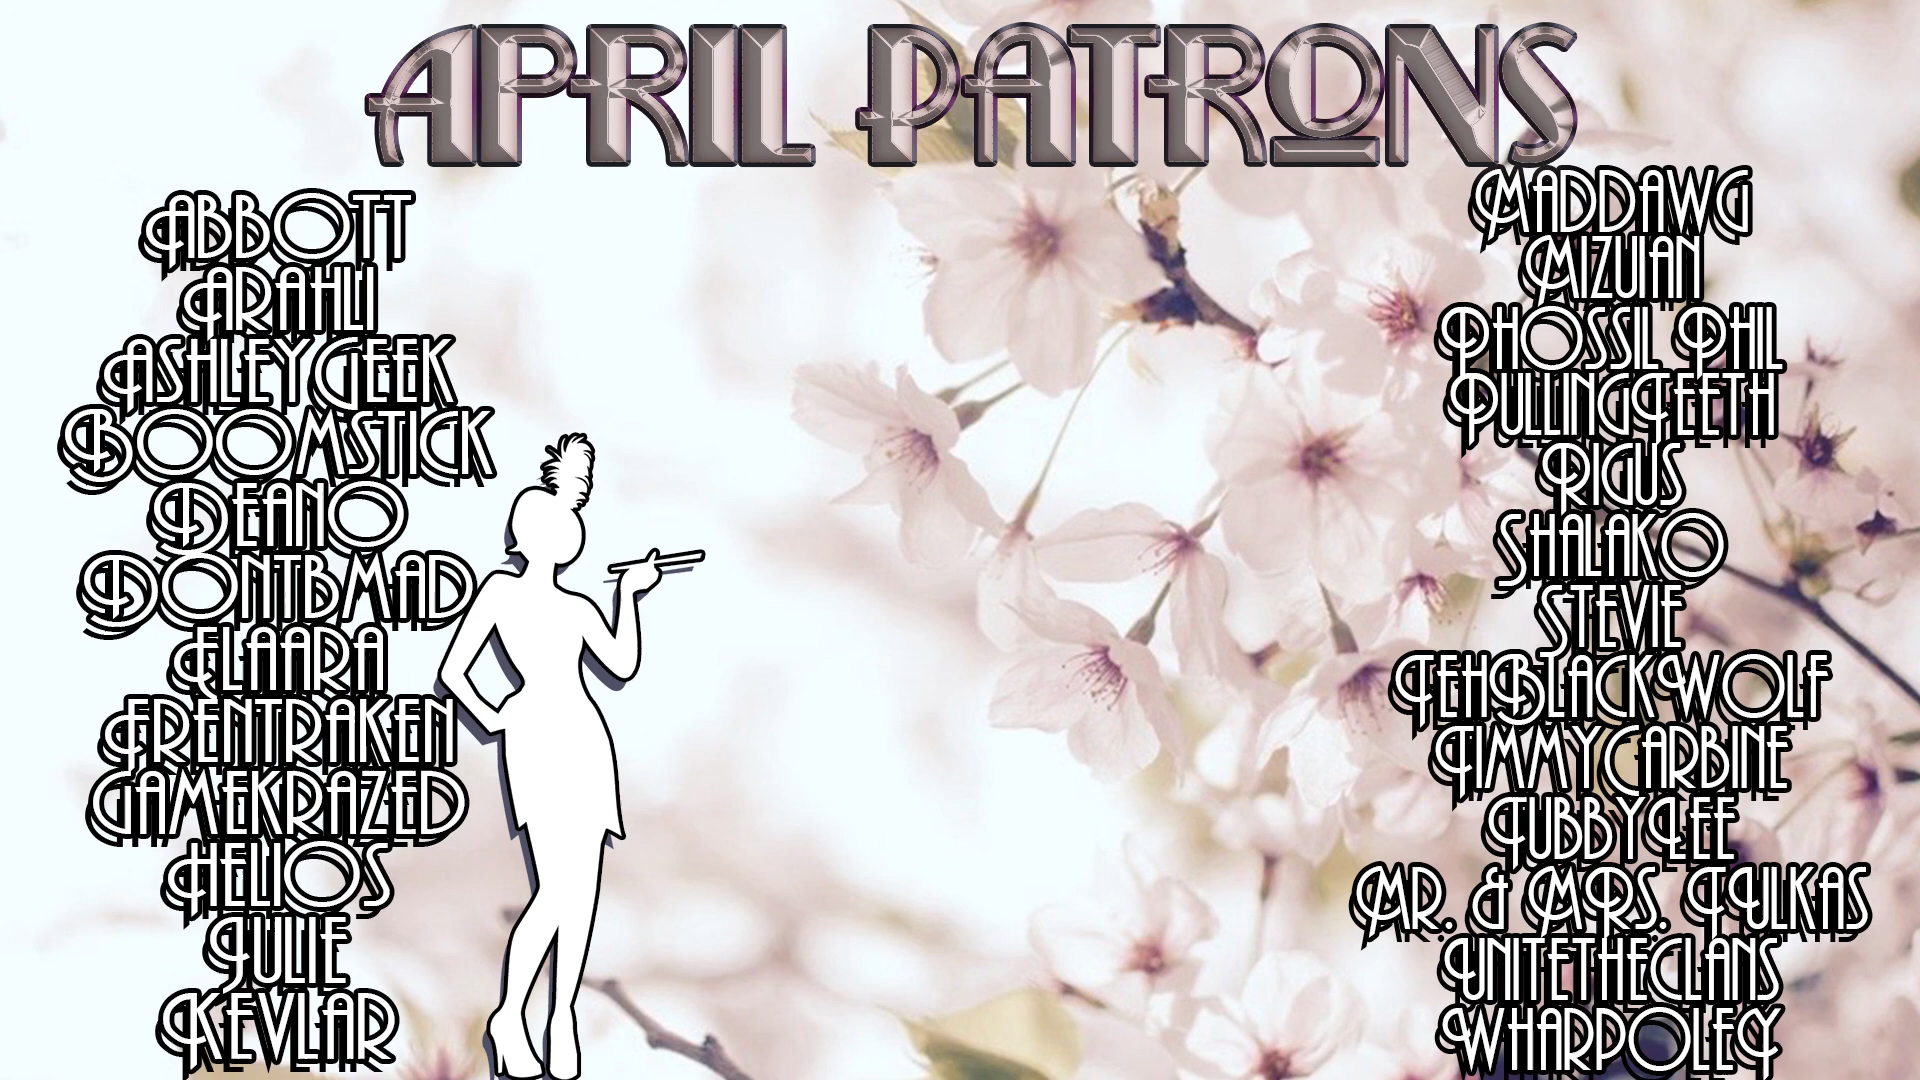 APRIL PATRONS
ABBOTT
ARAHLI
ASHLEYGEEK
BOOMSTICK
DEANO
DONTBMAD
ELAARA
FRENTRAKEN
GAMEKRAZED
HELIOS
JULIE
KEVLAR
MADDAWG
MIZUIAN
PHOSSIL PHIL
PULLINGTEETH
RIGUS
SHALAKO
STEVIE
TEHBLACKWOLF
TIMMYCARBINE
TUBBYLEE
MR. & MRS. TULKAS
UNITETHECLANS